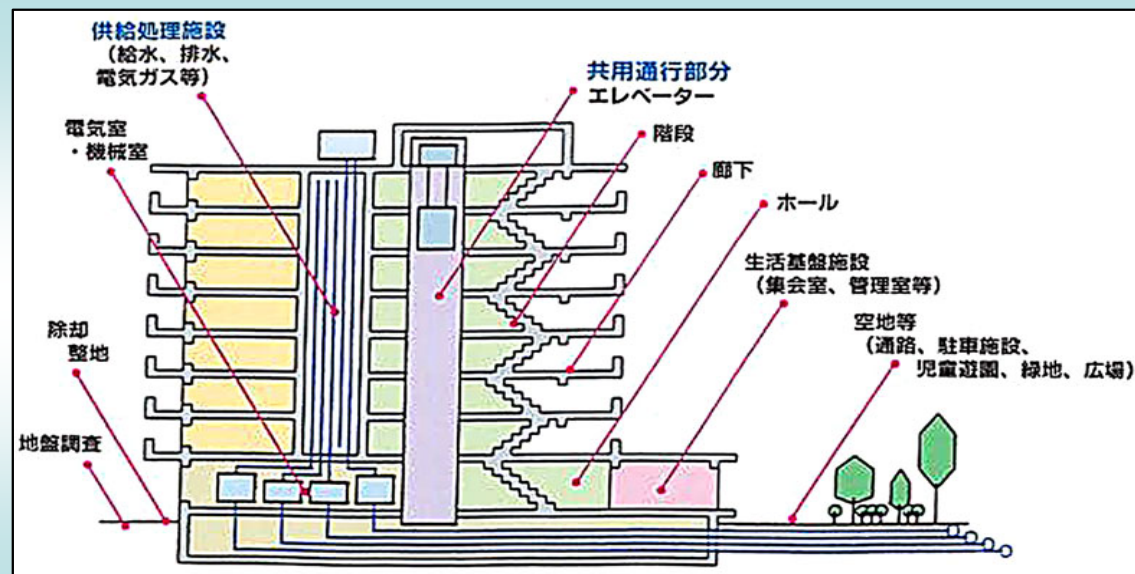 供給処理施設
（給水、排水、
電気ガス等）
共用通行部分
エレベーター
電気室
・機械室
階段
廊下
ホール
生活基盤施設
（集会室、管理室等）
空地等
（通路、駐車施設、
児童遊園、緑地、広場）
除却
整地
地盤調査